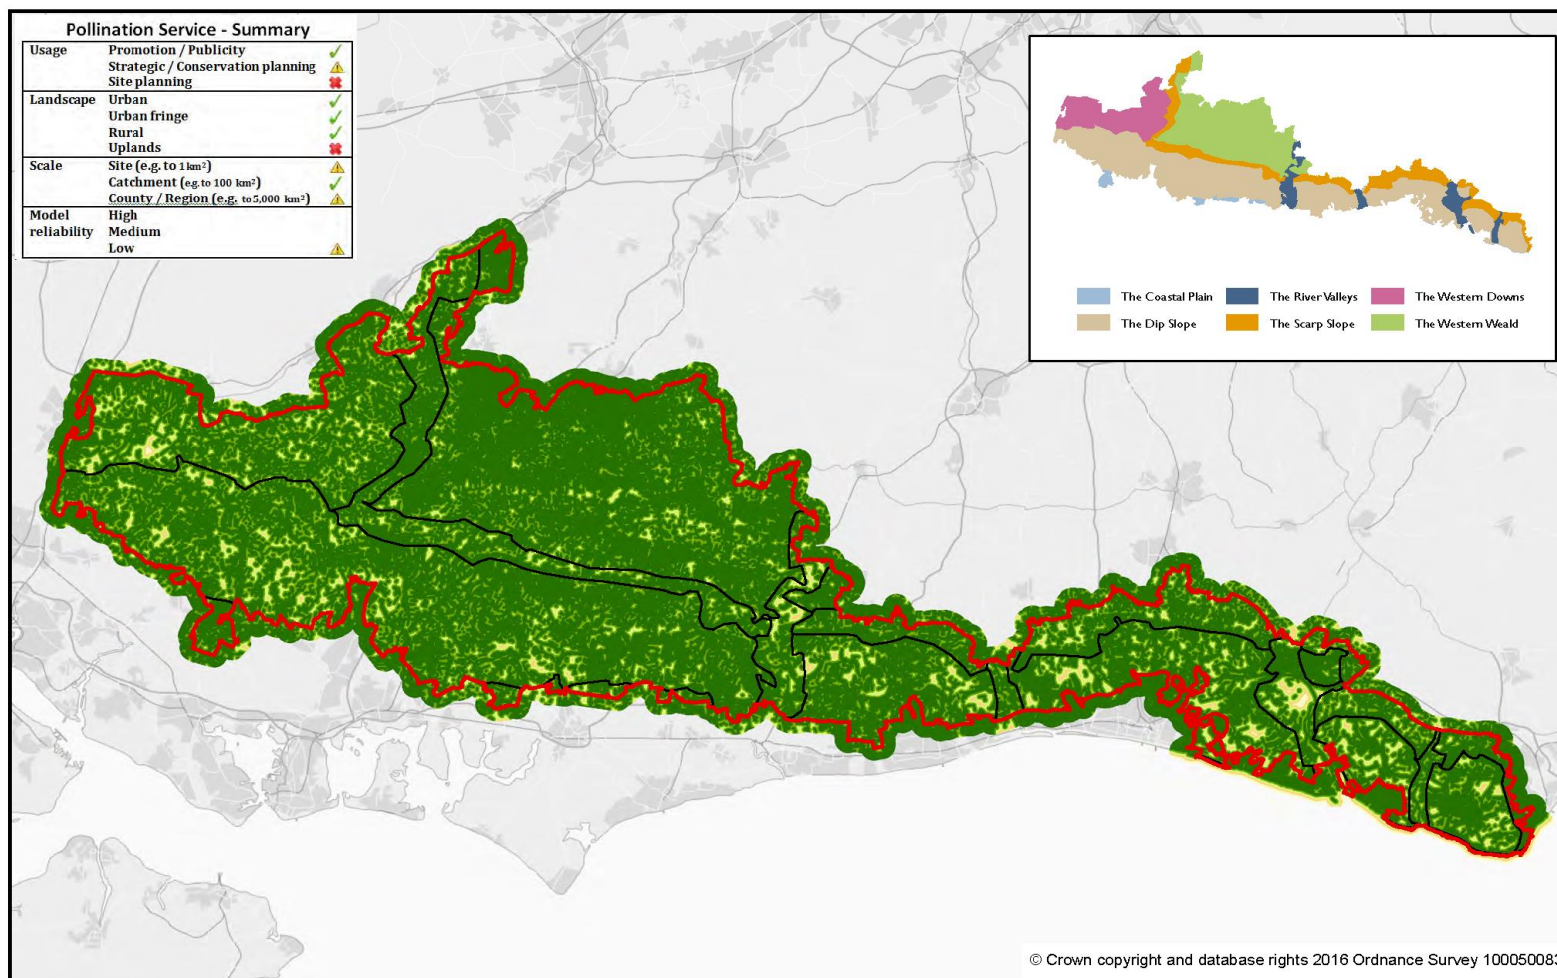 Pollination Service - Summary
Usage Promotion / Publicity
Strategic / Conservation planning
Site planning
Landscape Urban
Urban fringe
Rural
Uplands
Scale Site (e.g. to 1 km²)
Catchment (e.g. to 100 km²)
County / Region (e.g. to 5,000 km²)
Model High
reliability Medium
Low
The Coastal Plain The River Valleys The Western Downs
The Dip Slope The Scarp Slope The Western Weald
© Crown copyright and database rights 2016 Ordnance Survey 100050083